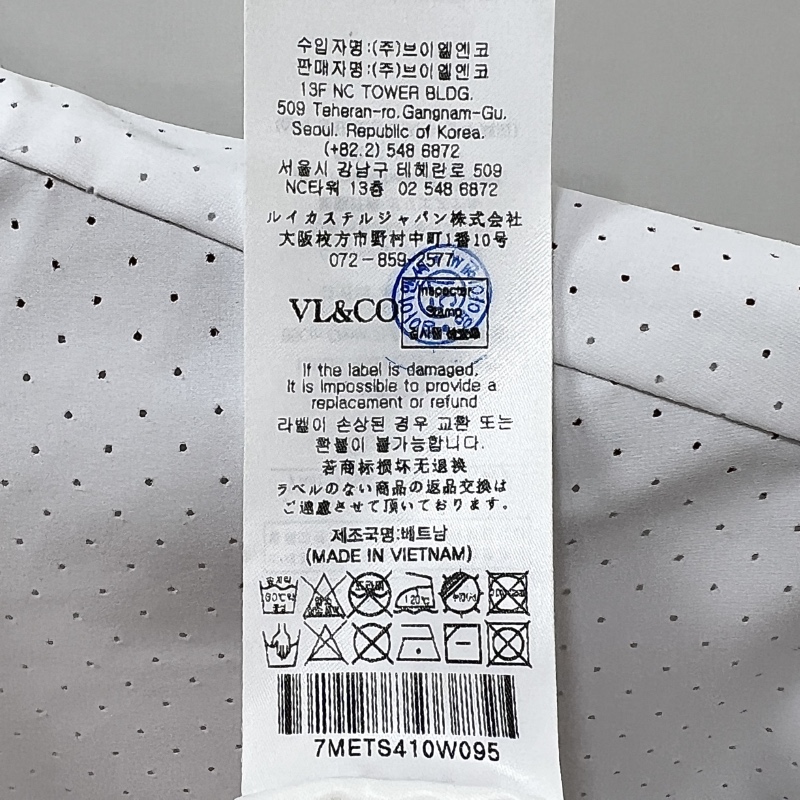 수입자명:(주)브이엘엔코
판매자명:(주)브이엘엔코
13F NC TOWER BLDG.
509 Teheran-ro.Gangnam-Gu.
Seoul. Republic of Korea.
(+82.2) 548 6872
서울시 강남구 테헤란로 509
NC타워 13층 02 548 6872
ルイカステルジャパン株式会社
大阪枚方市野村中町1番10号
072-859-2577
VL&CO
Inspector
Stamp
If the label is damaged,
It is Impossible to provide a
replacement or refund
라벨이 손상된 경우 교환 또는
환불이 불가능합니다.
若商标损坏无退换
ラベルのない商品の返品交換は
ご遠慮させて頂いております。
제조국명:베트남
(MADE IN VIETNAM)
120℃
7METS410W095